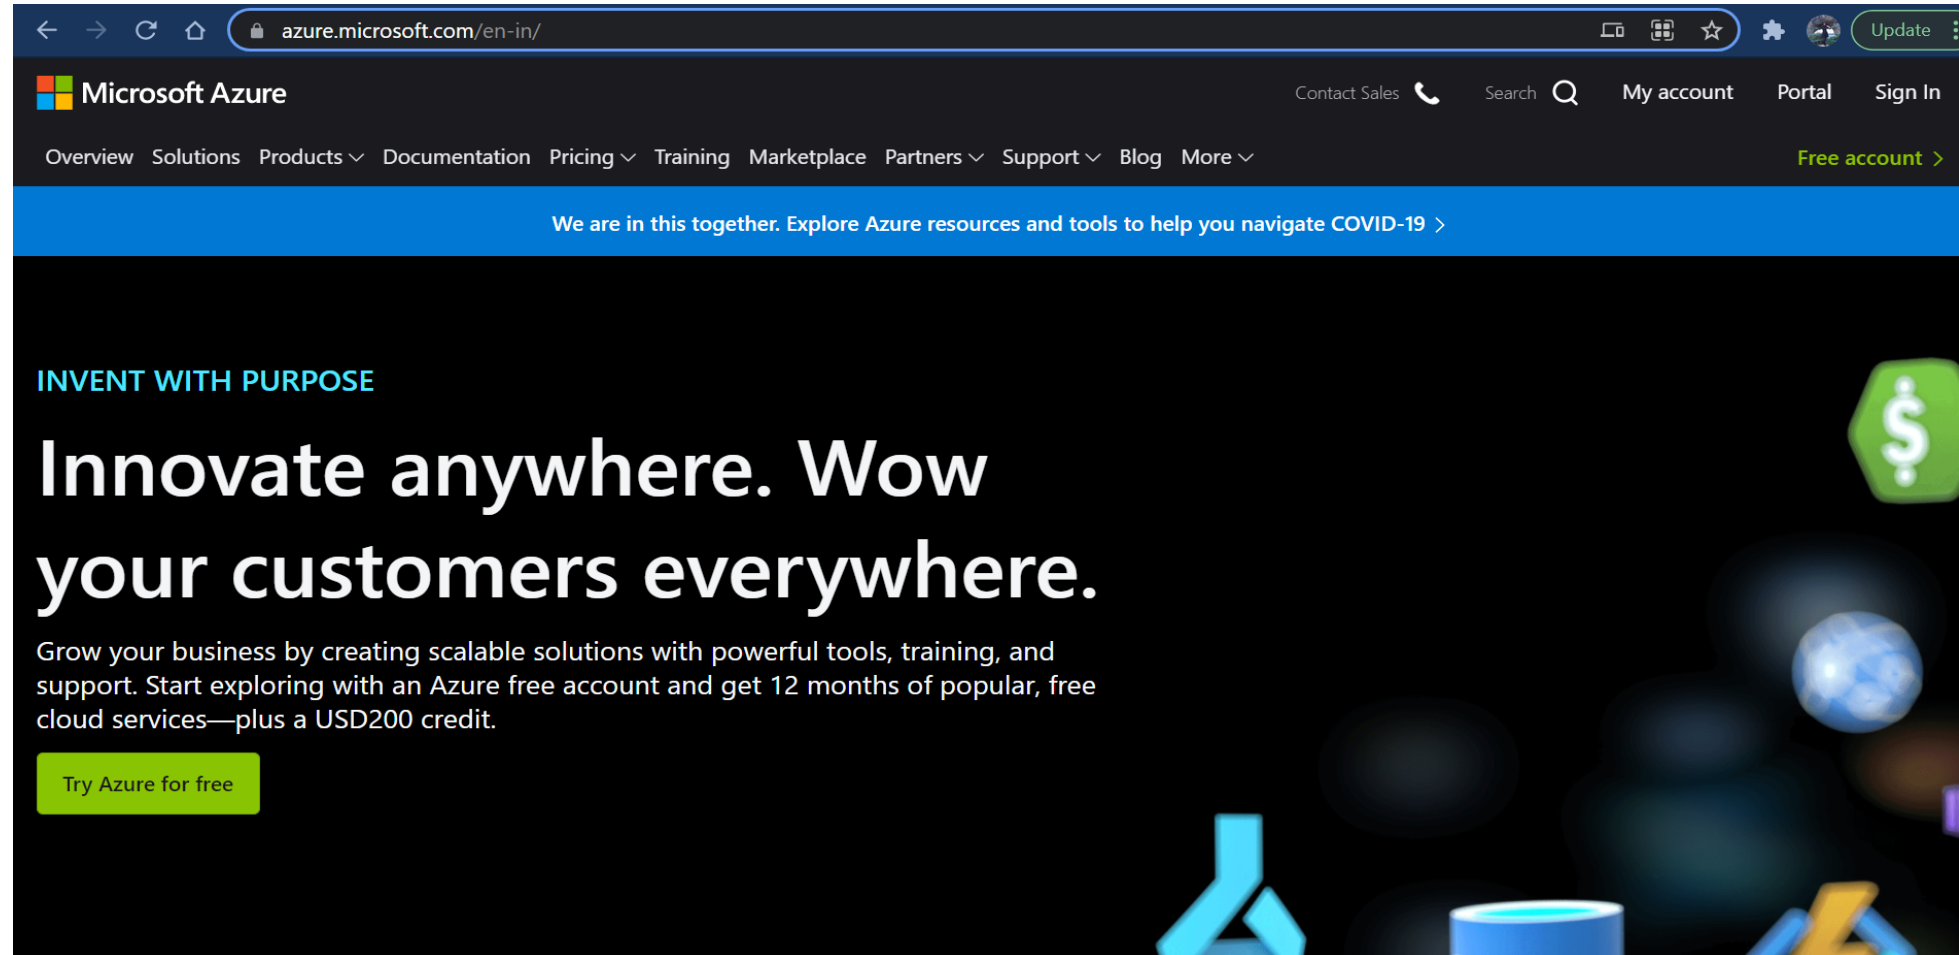 azure.microsoft.com/en-in/
Update
Microsoft Azure
Contact Sales
Search
My account
Portal
Sign In
Overview Solutions Products Documentation Pricing Training Marketplace Partners Support Blog More
Free account
We are in this together. Explore Azure resources and tools to help you navigate COVID-19
INVENT WITH PURPOSE
Innovate anywhere. Wow
your customers everywhere.
Grow your business by creating scalable solutions with powerful tools, training, and
support. Start exploring with an Azure free account and get 12 months of popular, free
cloud services—plus a USD200 credit.
Try Azure for free
$